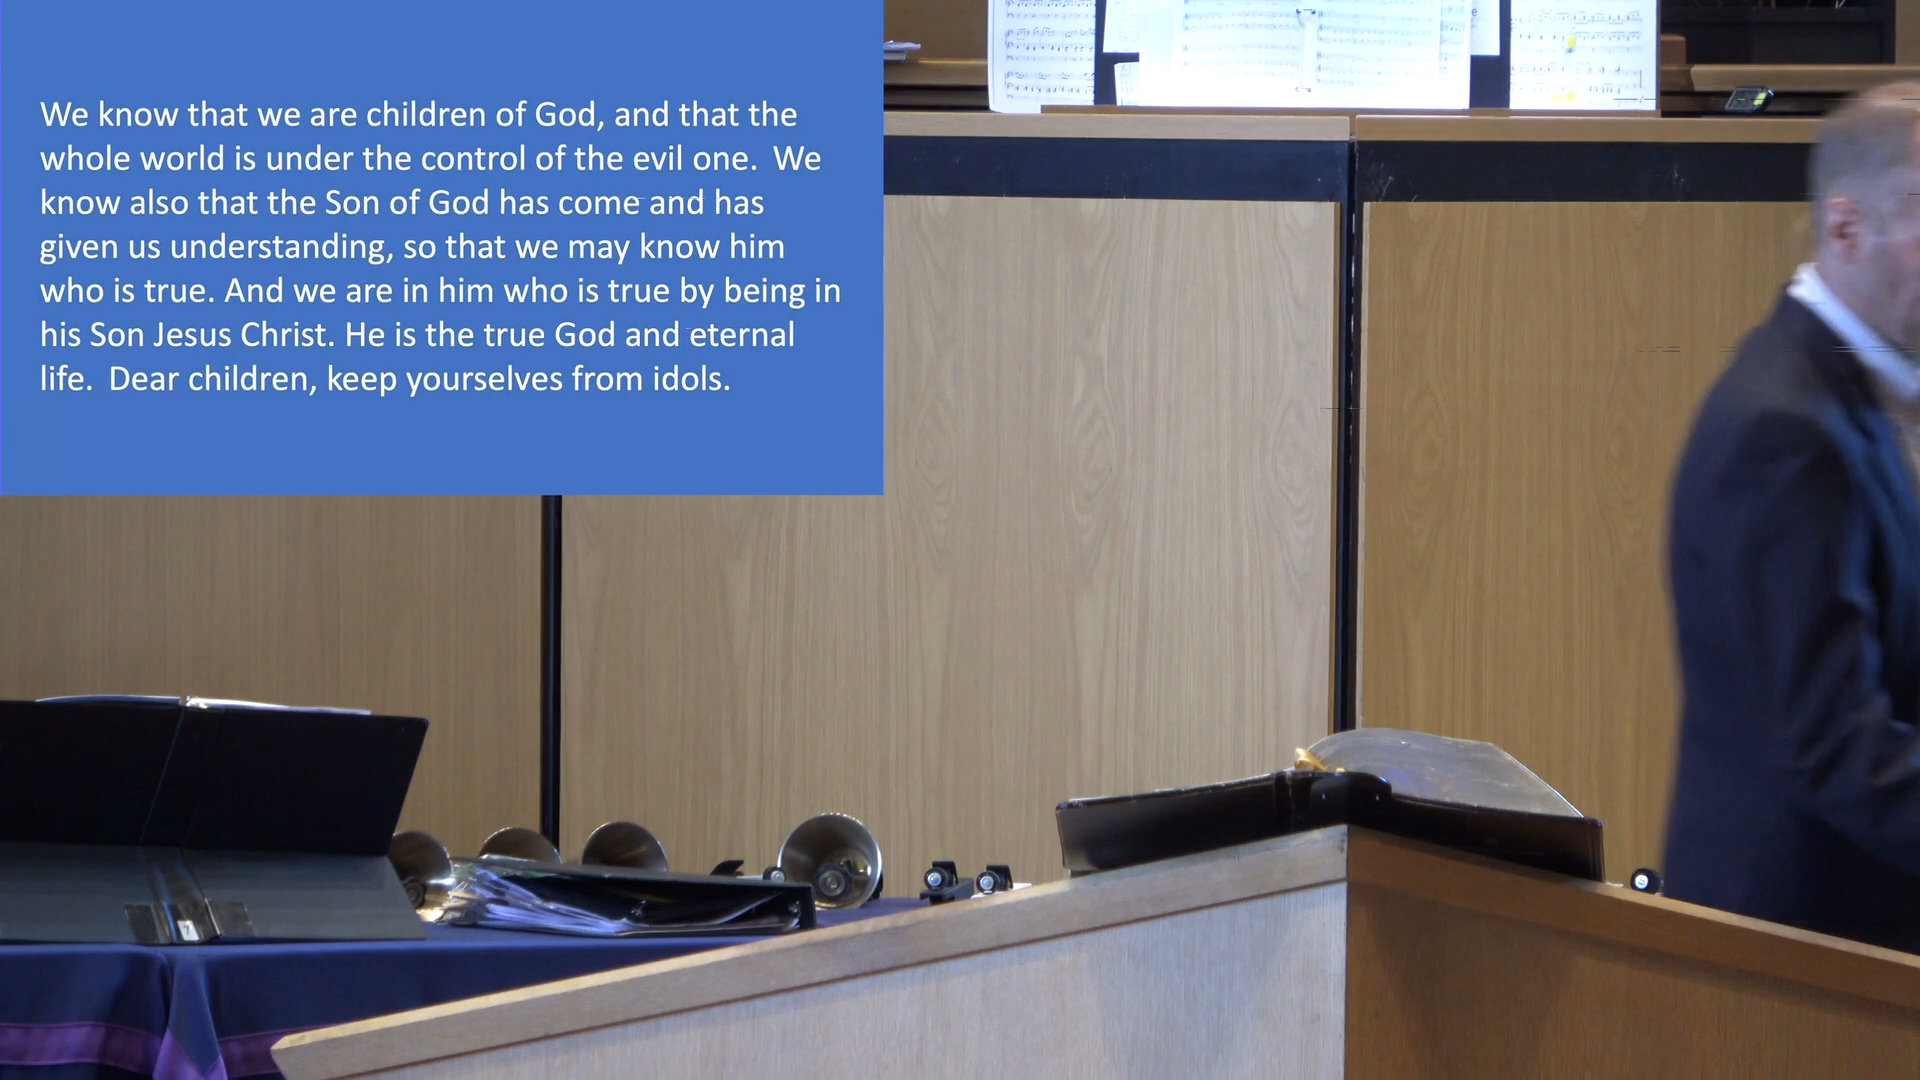 We know that we are children of God, and that the
whole world is under the control of the evil one.  We
know also that the Son of God has come and has
given us understanding, so that we may know him
who is true. And we are in him who is true by being in
his Son Jesus Christ. He is the true God and eternal
life.  Dear children, keep yourselves from idols.
7